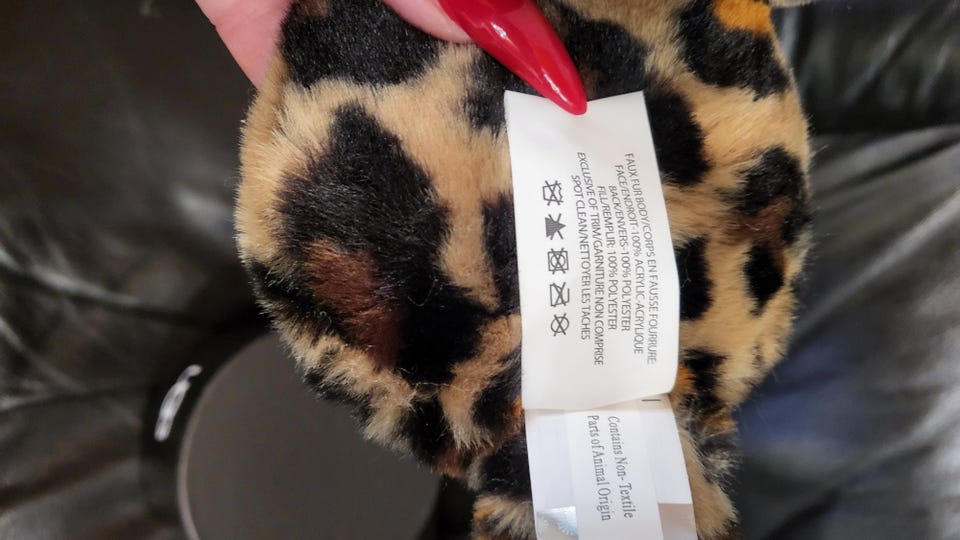 FAUX FUR BODY/CORPS EN FAUSSE FOURRURE:
FACE/ENDROIT-100% ACRYLIC-ACRYLIQUE
BACK/ENVERS-100% POLYESTER
FILL/REMPLIR: 100% POLYESTER
EXCLUSIVE OF TRIM/GARNITURE NON COMPRISE
SPOT CLEAN/NETTOYER LES TACHES
Contains Non- Textile
Parts of Animal Origin